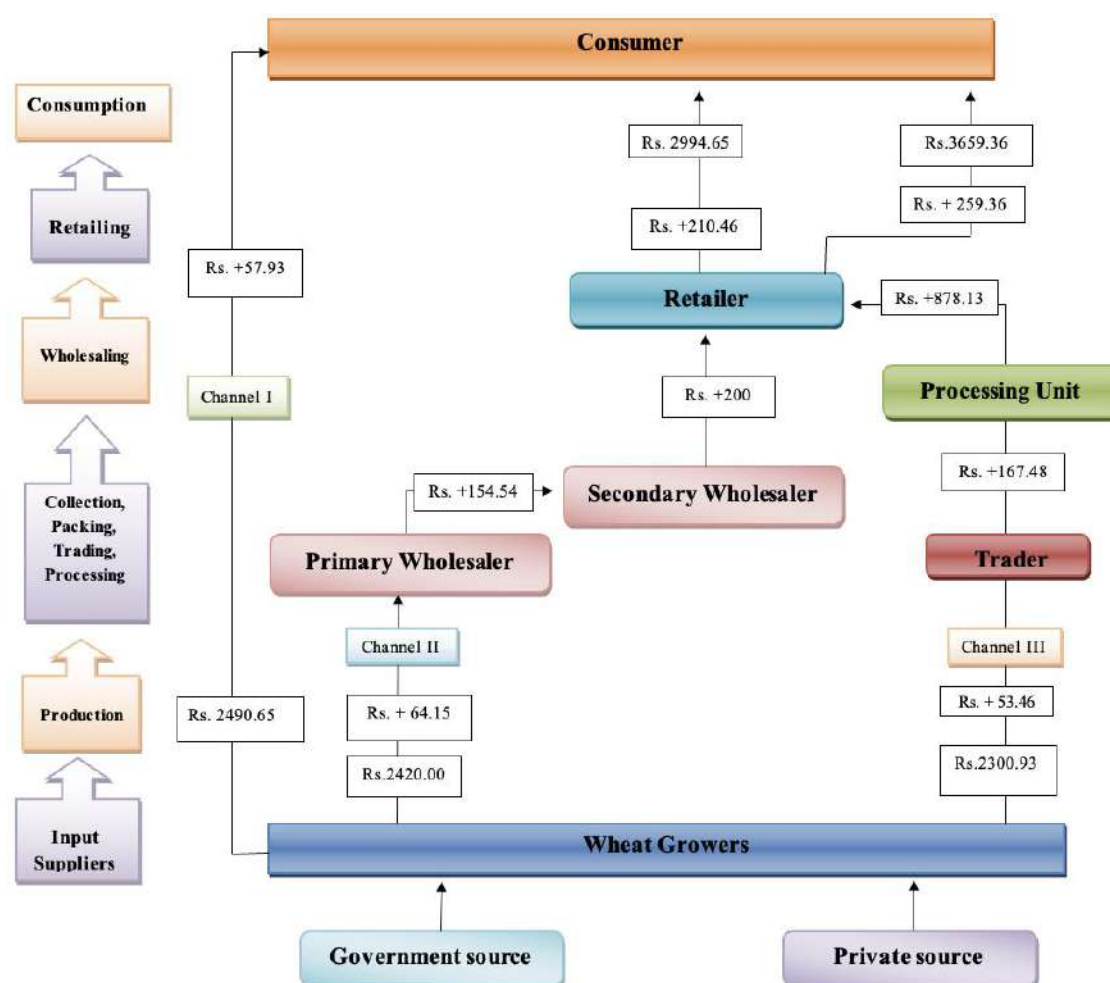 Consumer
Consumption
Rs. 2994.65
Rs.3659.36
Retailing
Rs. +210.46
Rs. + 259.36
Rs. +57.93
Retailer
Rs. +878.13
Wholesaling
Channel I
Rs. +200
Processing Unit
Rs. +154.54
Secondary Wholesaler
Rs. +167.48
Collection,
Packing,
Trading,
Processing
Primary Wholesaler
Trader
Channel II
Channel III
Production
Rs. 2490.65
Rs. + 64.15
Rs. + 53.46
Rs.2420.00
Rs.2300.93
Input
Suppliers
Wheat Growers
Government source
Private source